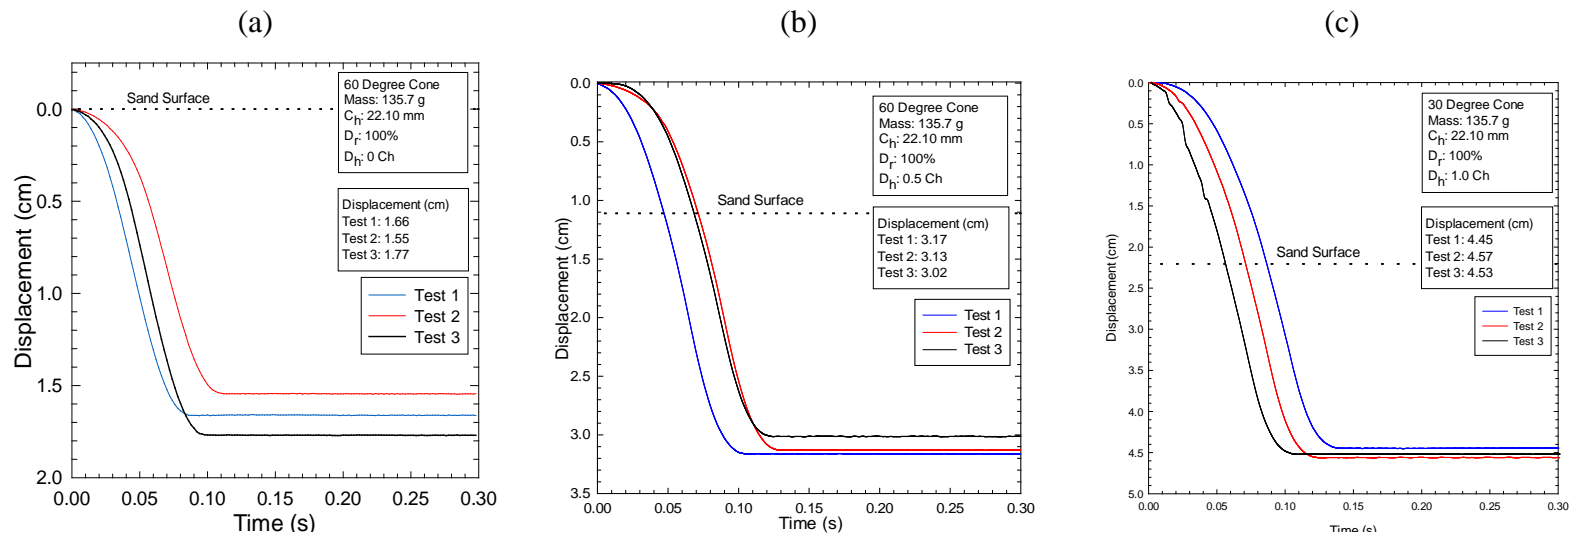 (a)
(b)
(c)
Sand Surface
60 Degree Cone
Mass: 135.7 g
Ch: 22.10 mm
Dr: 100%
Dh: 0 Ch
Displacement (cm)
Test 1: 1.66
Test 2: 1.55
Test 3: 1.77
Test 1
Test 2
Test 3
Displacement (cm)
0.0
0.5
1.0
1.5
2.0
0.00 0.05 0.10 0.15 0.20 0.25 0.30
Time (s)
60 Degree Cone
Mass: 135.7 g
Ch: 22.10 mm
Dr: 100%
Dh: 0.5 Ch
Sand Surface
Displacement (cm)
Test 1: 3.17
Test 2: 3.13
Test 3: 3.02
Test 1
Test 2
Test 3
Displacement (cm)
0.0
0.5
1.0
1.5
2.0
2.5
3.0
3.5
0.00 0.05 0.10 0.15 0.20 0.25 0.30
Time (s)
30 Degree Cone
Mass: 135.7 g
Ch: 22.10 mm
Dr: 100%
Dh: 1.0 Ch
Displacement (cm)
Test 1: 4.45
Test 2: 4.57
Test 3: 4.53
Sand Surface
Test 1
Test 2
Test 3
Displacement (cm)
0.0
0.5
1.0
1.5
2.0
2.5
3.0
3.5
4.0
4.5
5.0
0.00 0.05 0.10 0.15 0.20 0.25 0.30
Time (s)